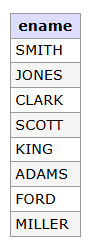 ename
SMITH
JONES
CLARK
SCOTT
KING
ADAMS
FORD
MILLER